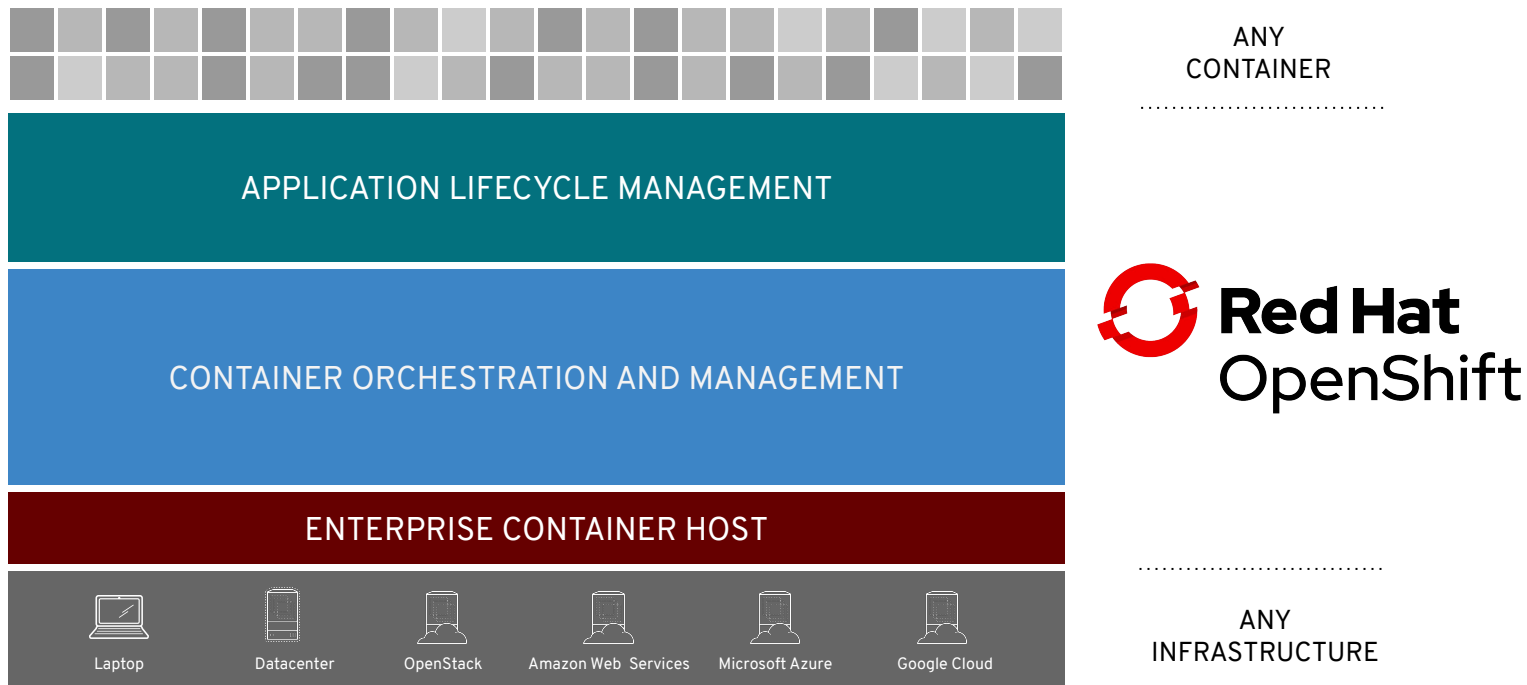 ANY
CONTAINER
APPLICATION LIFECYCLE MANAGEMENT
CONTAINER ORCHESTRATION AND MANAGEMENT
Red Hat
OpenShift
ENTERPRISE CONTAINER HOST
Laptop
Datacenter
OpenStack
Amazon Web Services
Microsoft Azure
Google Cloud
ANY
INFRASTRUCTURE